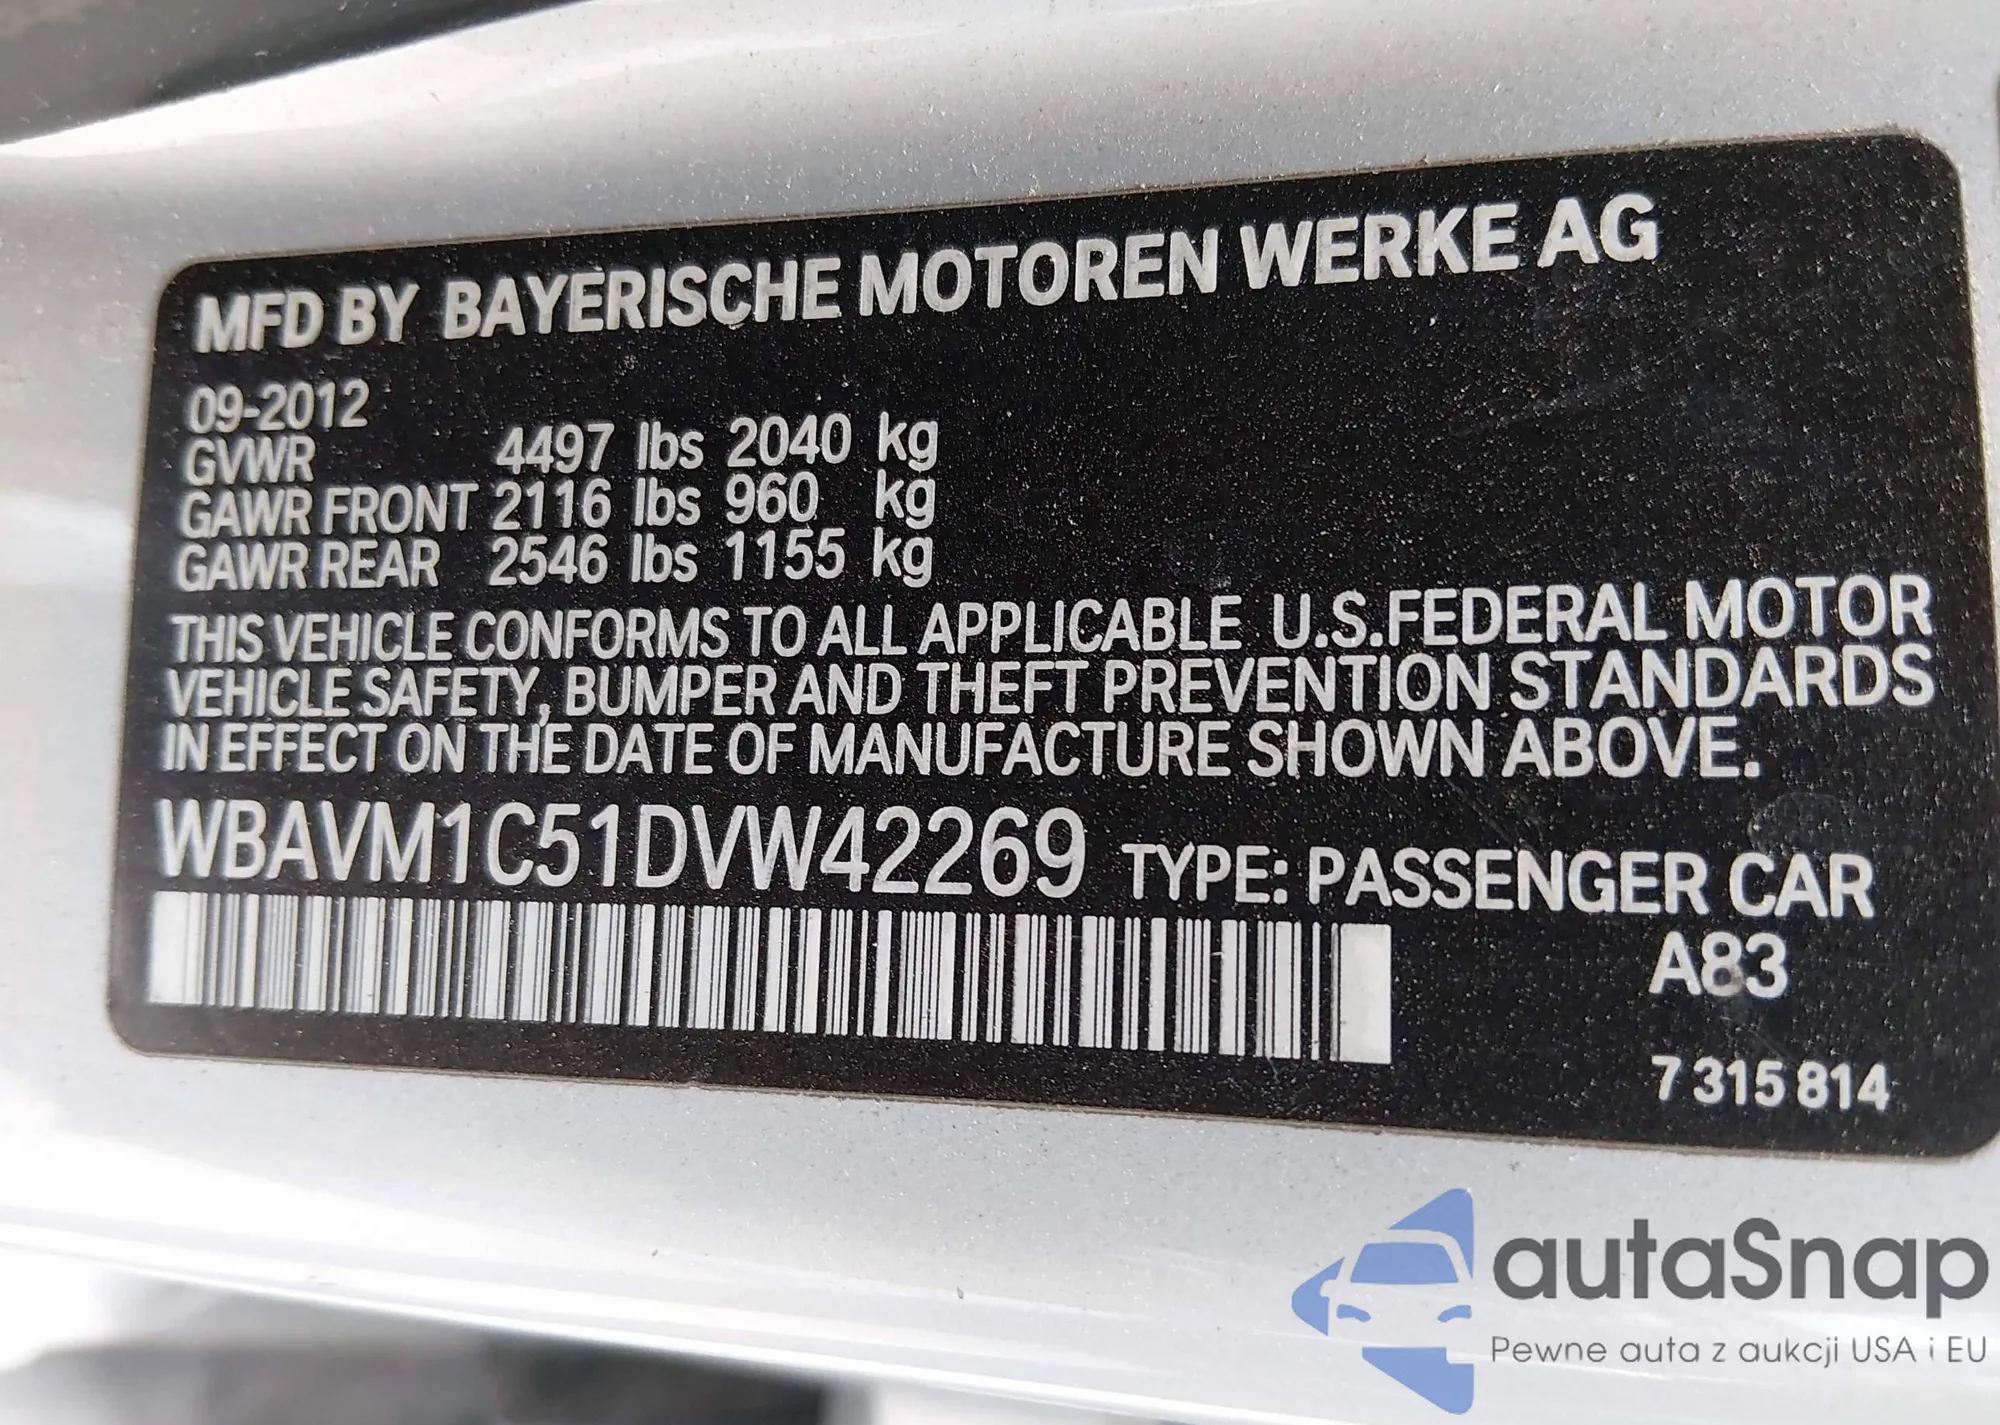 MFD BY BAYERISCHE MOTOREN WERKE AG
09-2012
GVWR 4497 lbs 2040 kg
GAWR FRONT 2116 lbs 960 kg
GAWR REAR 2546 lbs 1155 kg
THIS VEHICLE CONFORMS TO ALL APPLICABLE U.S.FEDERAL MOTOR
VEHICLE SAFETY, BUMPER AND THEFT PREVENTION STANDARDS
IN EFFECT ON THE DATE OF MANUFACTURE SHOWN ABOVE.
WBAVM1C51DVW42269 TYPE: PASSENGER CAR
A83
7 315 814
autaSnap
Pewne auta z aukcji USA i EU